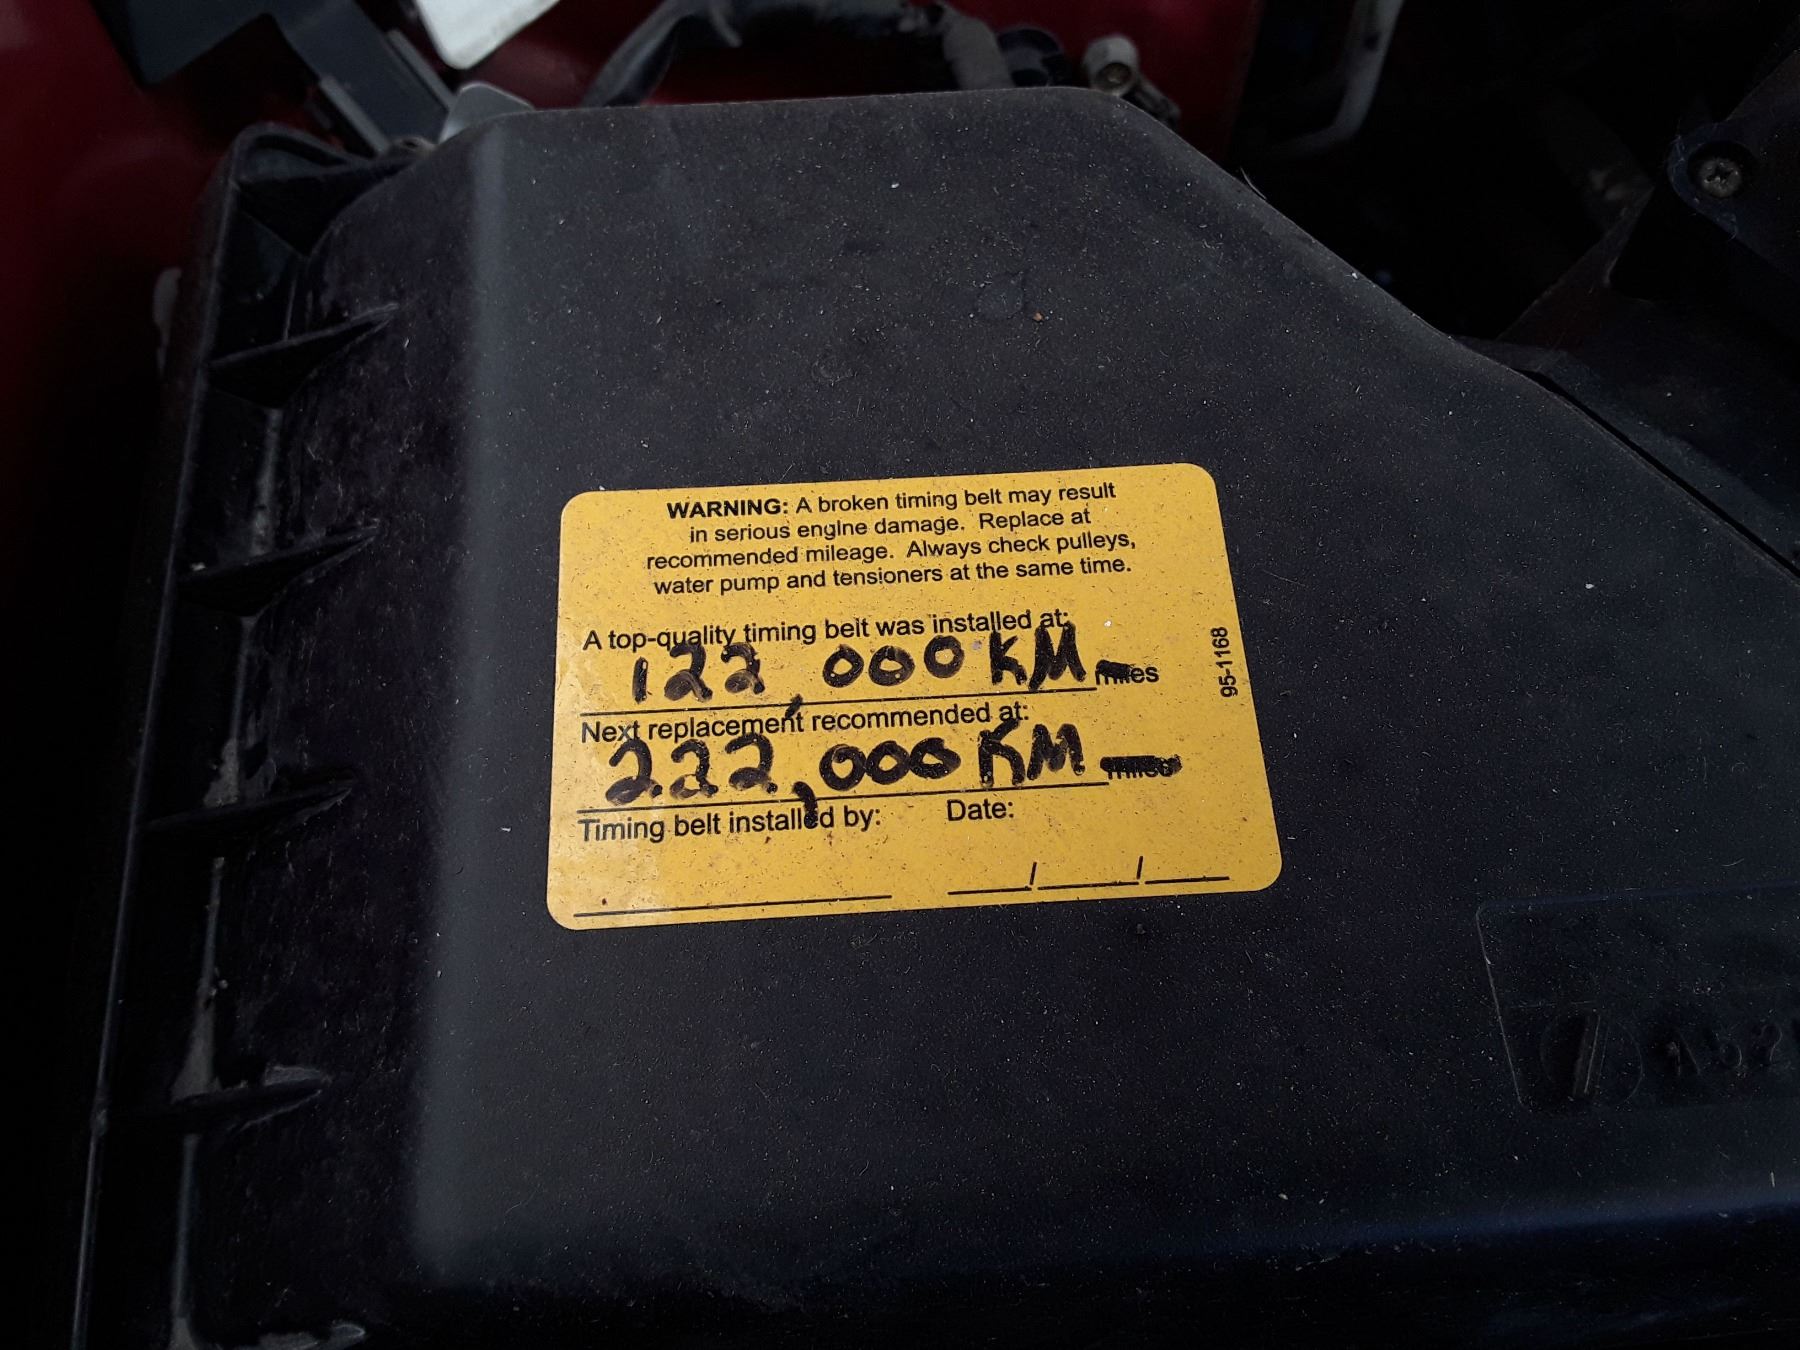 WARNING: A broken timing belt may result
in serious engine damage. Replace at
recommended mileage. Always check pulleys,
water pump and tensioners at the same time.
A top-quality timing belt was installed at:
122,000 KM miles
Next replacement recommended at:
222,000 KM miles
Timing belt installed by: Date:
/ /
95-1168